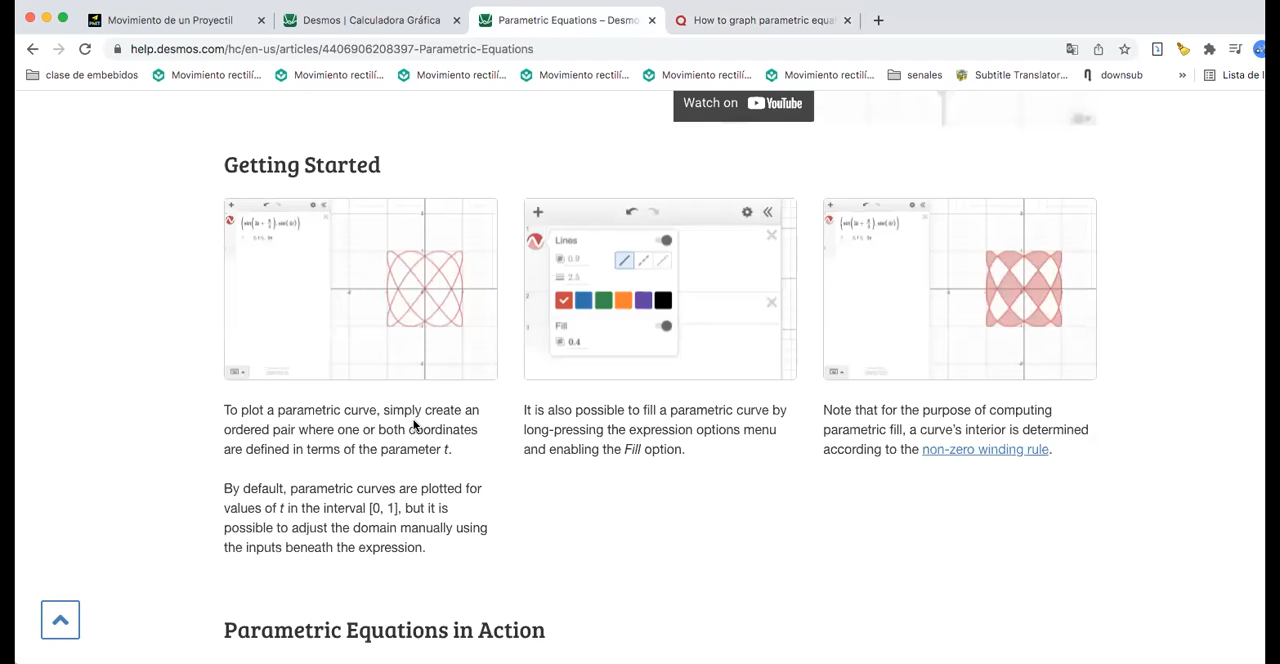 Movimiento de un Proyectil
Desmos | Calculadora Gráfica
Parametric Equations – Desmo
How to graph parametric equa
help.desmos.com/hc/en-us/articles/4406906208397-Parametric-Equations
clase de embebidos
Movimiento rectilí...
Movimiento rectilí...
Movimiento rectilí...
Movimiento rectilí...
Movimiento rectilí...
Movimiento rectilí...
senales
Subtitle Translator...
downsub
»
Lista de l
Watch on YouTube
Getting Started
Lines
0.9
2.5
Fill
0.4
To plot a parametric curve, simply create an
ordered pair where one or both coordinates
are defined in terms of the parameter t.
By default, parametric curves are plotted for
values of t in the interval [0, 1], but it is
possible to adjust the domain manually using
the inputs beneath the expression.
It is also possible to fill a parametric curve by
long-pressing the expression options menu
and enabling the Fill option.
Note that for the purpose of computing
parametric fill, a curve's interior is determined
according to the non-zero winding rule.
Parametric Equations in Action